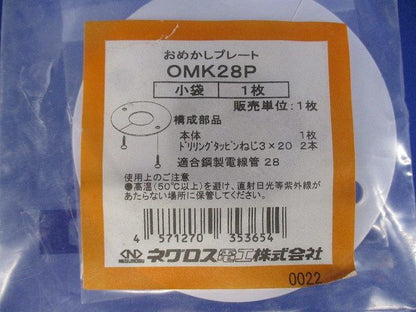 おめかしプレート
OMK28P
小袋 1枚
販売単位:1枚
構成部品
本体 1枚
ドリリングタッピンねじ3×20 2本
適合鋼製電線管 28
使用上のご注意
●高温(50℃以上)を避け、直射日光等紫外線が
あたらない場所に保管してください。
4 571270 353654
NEGUROSU ネグロス電工株式会社
0022